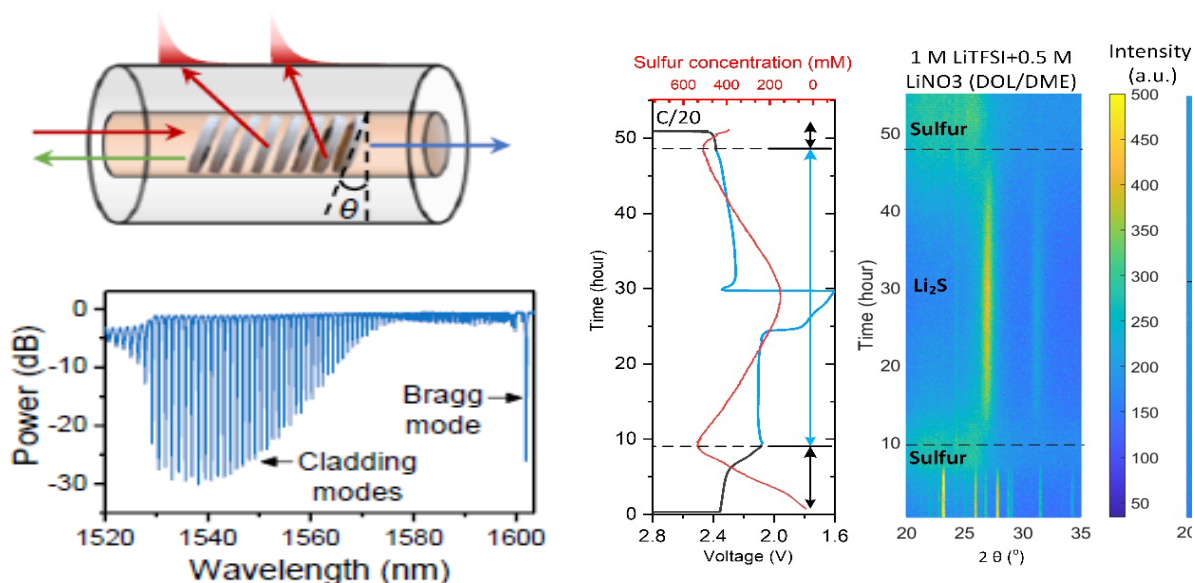 θ
0
-10
-20
-30
Power (dB)
Bragg
mode
Cladding
modes
1520 1540 1560 1580 1600
Wavelength (nm)
Sulfur concentration (mM)
600 400 200 0
C/20
50
40
30
20
10
0
Time (hour)
2.8 2.4 2.0 1.6
Voltage (V)
1 M LiTFSI+0.5 M
LiNO3 (DOL/DME)
Sulfur
Li₂S
Sulfur
50
40
30
20
10
Time (hour)
20 25 30 35
2 θ (°)
Intensity
(a.u.)
500
450
400
350
300
250
200
150
100
50
20